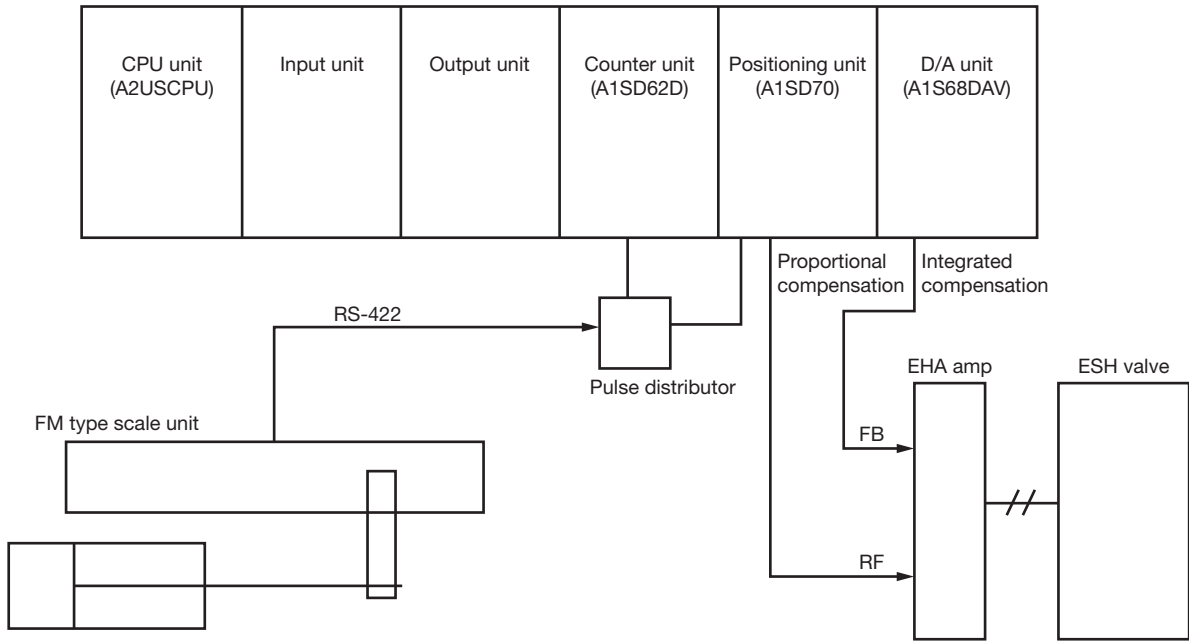 CPU unit
(A2USCPU)
Input unit
Output unit
Counter unit
(A1SD62D)
Positioning unit
(A1SD70)
D/A unit
(A1S68DAV)
Proportional
compensation
Integrated
compensation
RS-422
Pulse distributor
EHA amp
ESH valve
FM type scale unit
FB
RF